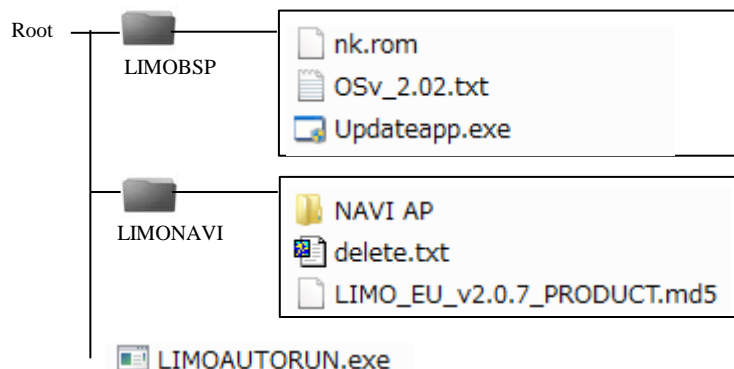 Root
LIMOBSP
nk.rom
OSv_2.02.txt
Updateapp.exe
LIMONAVI
NAVI AP
delete.txt
LIMO_EU_v2.0.7_PRODUCT.md5
LIMOAUTORUN.exe